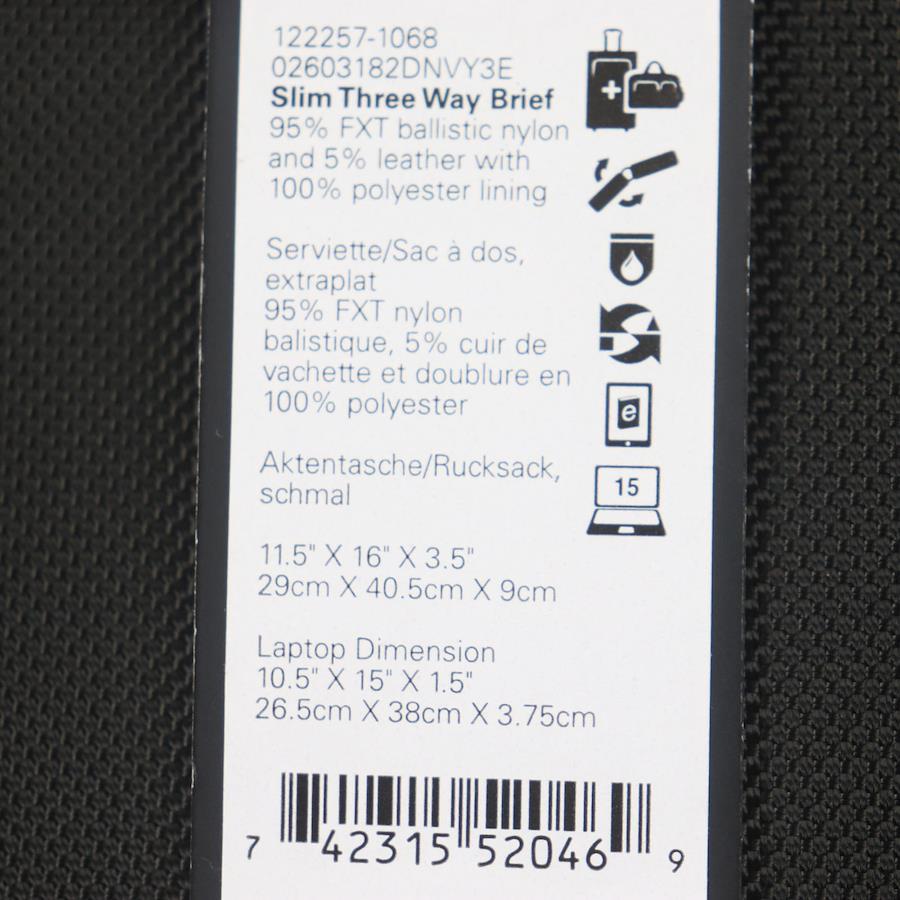 122257-1068
02603182DNVY3E
Slim Three Way Brief
95% FXT ballistic nylon
and 5% leather with
100% polyester lining
Serviette/Sac à dos,
extraplat
95% FXT nylon
balistique, 5% cuir de
vachette et doublure en
100% polyester
Aktentasche/Rucksack,
schmal
11.5" X 16" X 3.5"
29cm X 40.5cm X 9cm
Laptop Dimension
10.5" X 15" X 1.5"
26.5cm X 38cm X 3.75cm
e
15
7 42315 52046 9